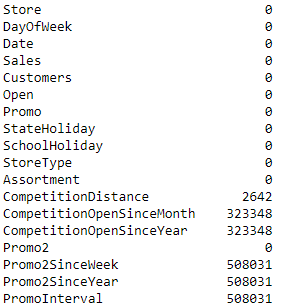 Store 0
DayOfWeek 0
Date 0
Sales 0
Customers 0
Open 0
Promo 0
StateHoliday 0
SchoolHoliday 0
StoreType 0
Assortment 0
CompetitionDistance 2642
CompetitionOpenSinceMonth 323348
CompetitionOpenSinceYear 323348
Promo2 0
Promo2SinceWeek 508031
Promo2SinceYear 508031
PromoInterval 508031